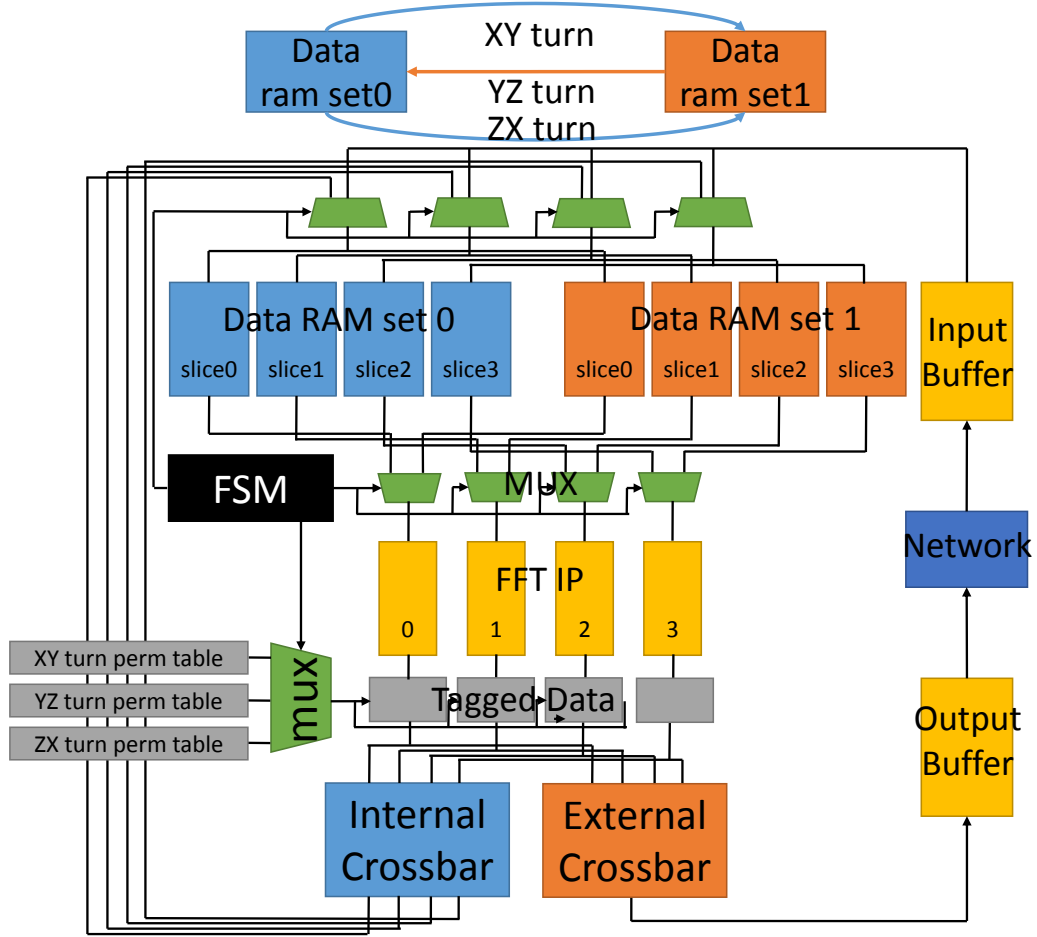 Data
ram set0
XY turn
YZ turn
ZX turn
Data
ram set1
Data RAM set 0
slice0
slice1
slice2
slice3
Data RAM set 1
slice0
slice1
slice2
slice3
Input
Buffer
FSM
MUX
Network
FFT IP
0
1
2
3
XY turn perm table
YZ turn perm table
ZX turn perm table
mux
Tagged Data
Output
Buffer
Internal
Crossbar
External
Crossbar